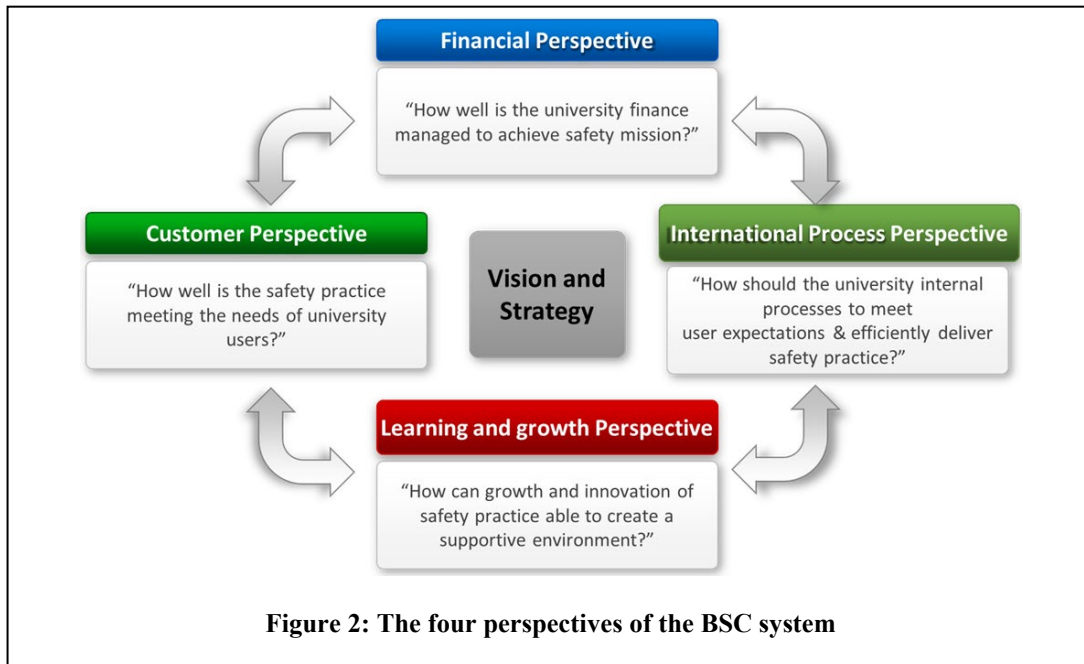 Financial Perspective
“How well is the university finance
managed to achieve safety mission?”
Customer Perspective
“How well is the safety practice
meeting the needs of university
users?”
Vision and
Strategy
International Process Perspective
“How should the university internal
processes to meet
user expectations & efficiently deliver
safety practice?”
Learning and growth Perspective
“How can growth and innovation of
safety practice able to create a
supportive environment?”
Figure 2: The four perspectives of the BSC system